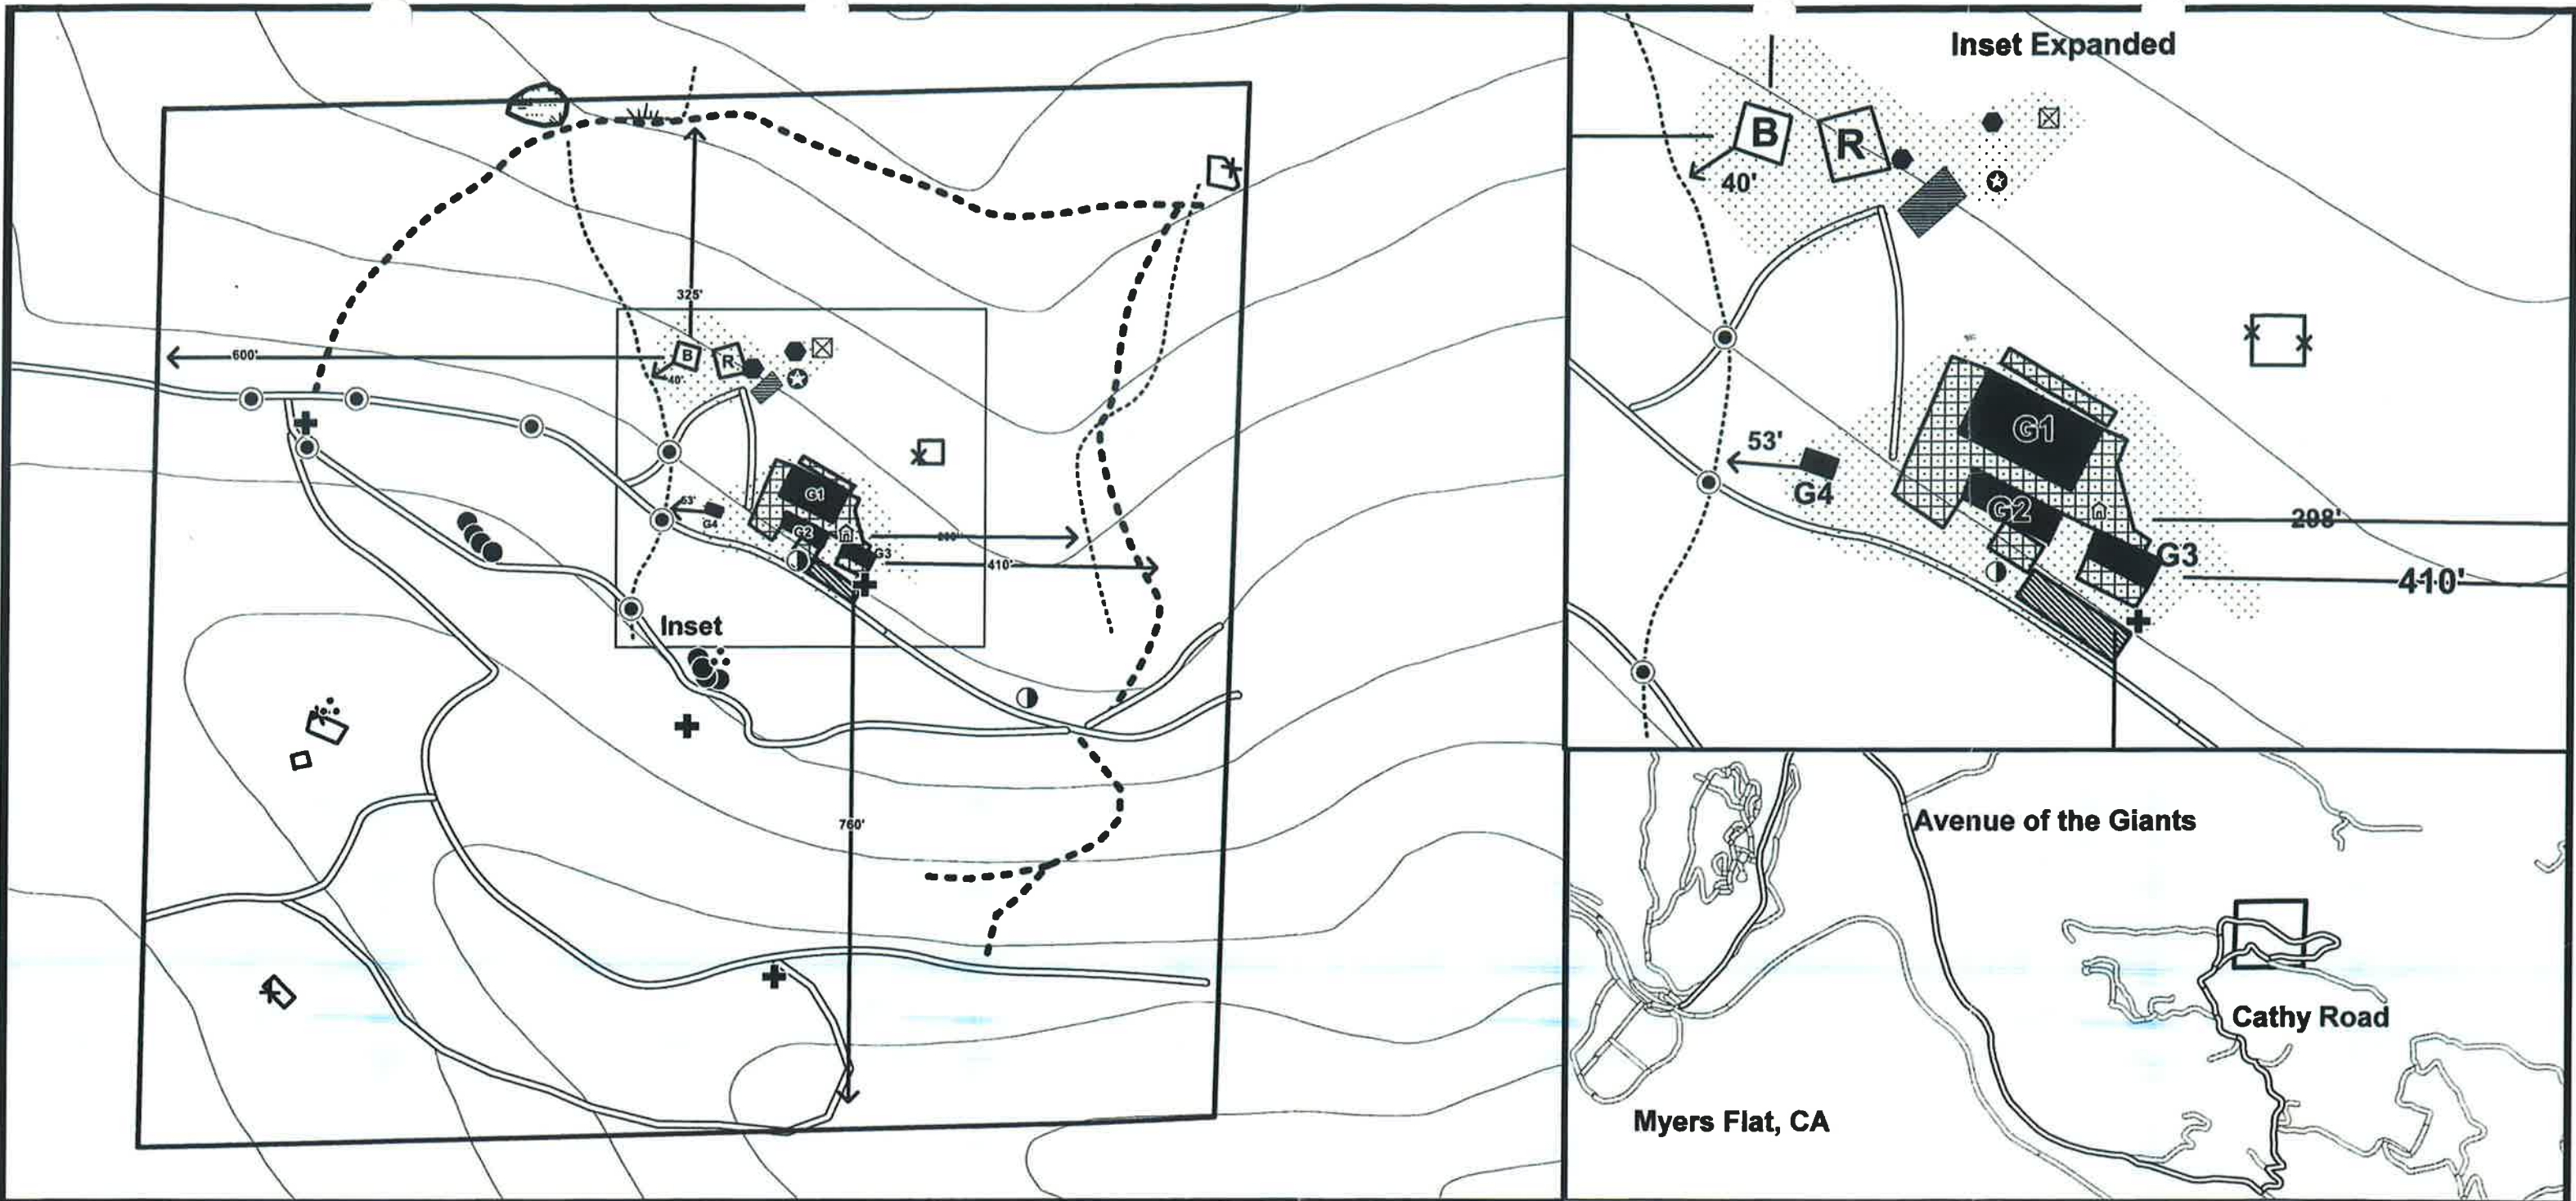 325'
600'
B
R
40'
G1
53'
G4
G2
G3
410'
Inset
760'
Inset Expanded
B
R
40'
G1
53'
G4
G2
298'
G3
410'
Avenue of the Giants
Cathy Road
Myers Flat, CA